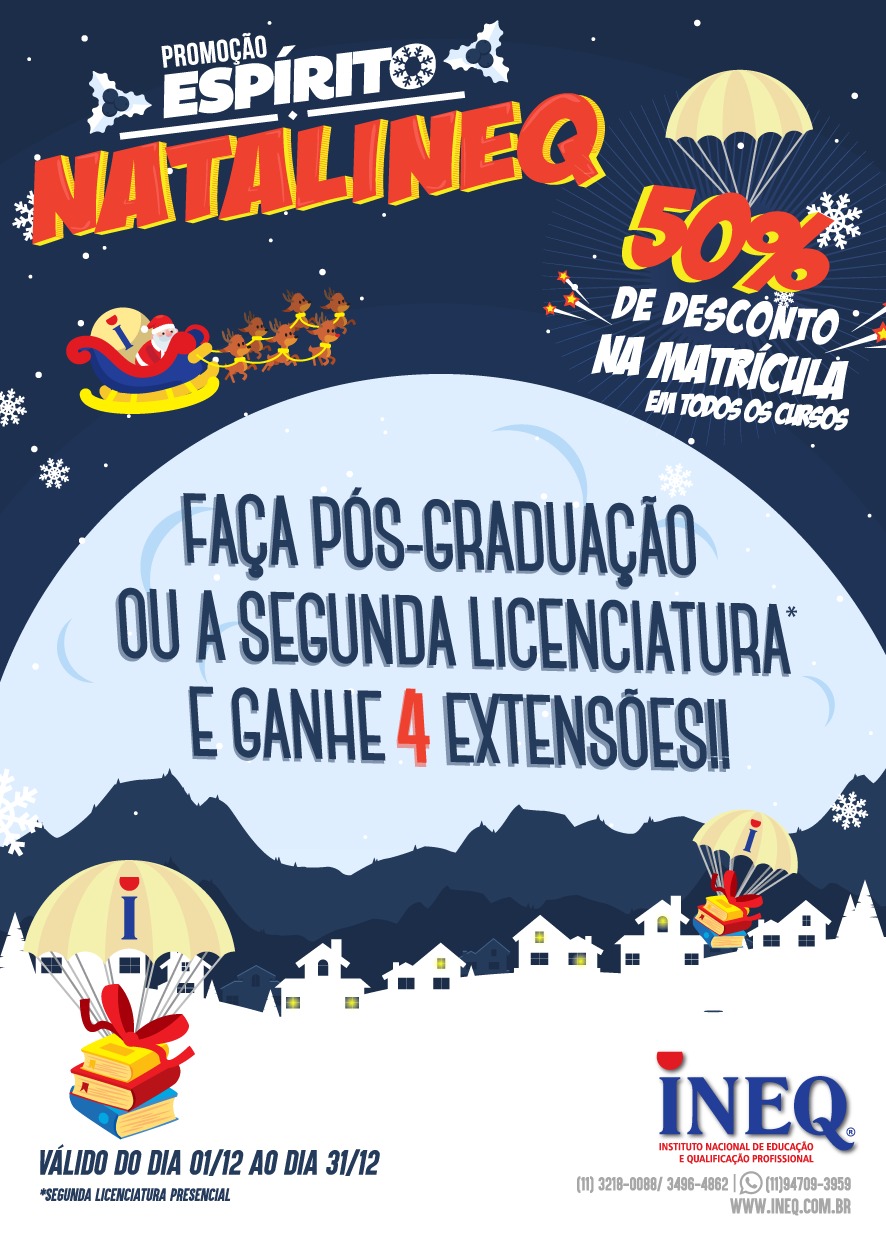 PROMOÇÃO
ESPÍRITO
NATALINEQ
50%
DE DESCONTO
NA MATRÍCULA
EM TODOS OS CURSOS
FAÇA PÓS-GRADUAÇÃO
OU A SEGUNDA LICENCIATURA*
E GANHE 4 EXTENSÕES!!
VÁLIDO DO DIA 01/12 AO DIA 31/12
*SEGUNDA LICENCIATURA PRESENCIAL
iNEQ®
INSTITUTO NACIONAL DE EDUCAÇÃO
E QUALIFICAÇÃO PROFISSIONAL
(11) 3218-0088/ 3496-4862 | (11)94709-3959
WWW.INEQ.COM.BR